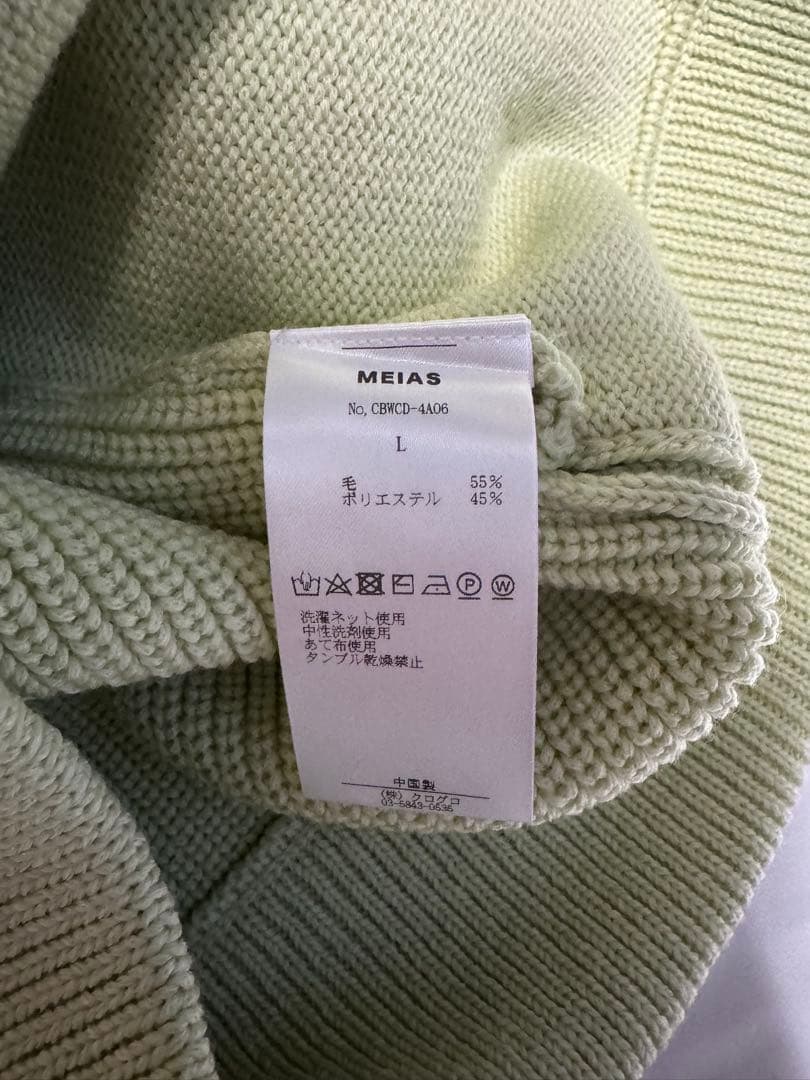 MEIAS
No, CBWCD-4A06
L
毛 55%
ポリエステル 45%
P W
洗濯ネット使用
中性洗剤使用
あて布使用
タンブル乾燥禁止
中国製
(株) クログロ
03-5843-0535